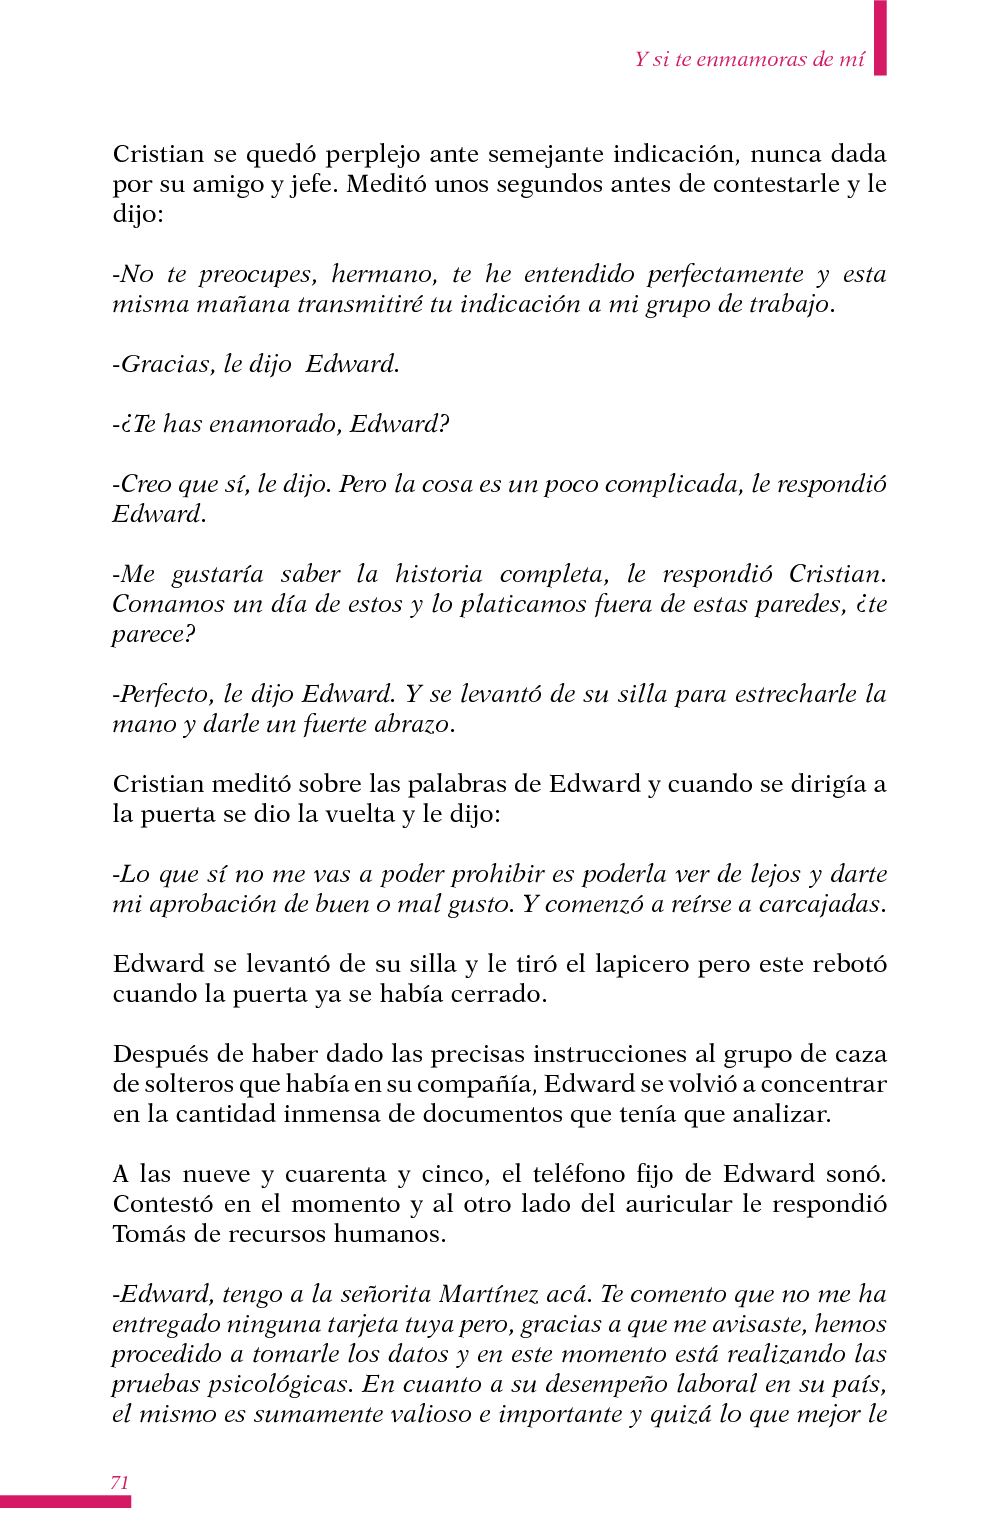 Y si te enmamoras de mí
Cristian se quedó perplejo ante semejante indicación, nunca dada
por su amigo y jefe. Meditó unos segundos antes de contestarle y le
dijo:
-No te preocupes, hermano, te he entendido perfectamente y esta
misma mañana transmitiré tu indicación a mi grupo de trabajo.
-Gracias, le dijo  Edward.
-¿Te has enamorado, Edward?
-Creo que sí, le dijo. Pero la cosa es un poco complicada, le respondió
Edward.
-Me gustaría saber la historia completa, le respondió Cristian.
Comamos un día de estos y lo platicamos fuera de estas paredes, ¿te
parece?
-Perfecto, le dijo Edward. Y se levantó de su silla para estrecharle la
mano y darle un fuerte abrazo.
Cristian meditó sobre las palabras de Edward y cuando se dirigía a
la puerta se dio la vuelta y le dijo:
-Lo que sí no me vas a poder prohibir es poderla ver de lejos y darte
mi aprobación de buen o mal gusto. Y comenzó a reírse a carcajadas.
Edward se levantó de su silla y le tiró el lapicero pero este rebotó
cuando la puerta ya se había cerrado.
Después de haber dado las precisas instrucciones al grupo de caza
de solteros que había en su compañía, Edward se volvió a concentrar
en la cantidad inmensa de documentos que tenía que analizar.
A las nueve y cuarenta y cinco, el teléfono fijo de Edward sonó.
Contestó en el momento y al otro lado del auricular le respondió
Tomás de recursos humanos.
-Edward, tengo a la señorita Martínez acá. Te comento que no me ha
entregado ninguna tarjeta tuya pero, gracias a que me avisaste, hemos
procedido a tomarle los datos y en este momento está realizando las
pruebas psicológicas. En cuanto a su desempeño laboral en su país,
el mismo es sumamente valioso e importante y quizá lo que mejor le
71